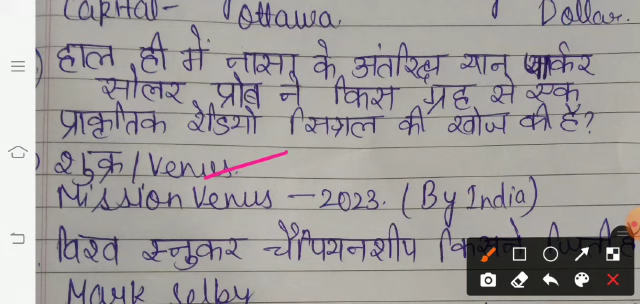 Capital - Ottawa. Dollar.
हाल ही में नासा के अंतरिक्ष यान पार्कर
सोलर प्रोब ने किस ग्रह से एक
प्राकृतिक रेडियो सिग्नल की खोज की है?
शुक्र/Venus.
Mission Venus - 2023. (By India)
विश्व स्नुकर चैंपियनशीप किसने जिती है
Mark Selby